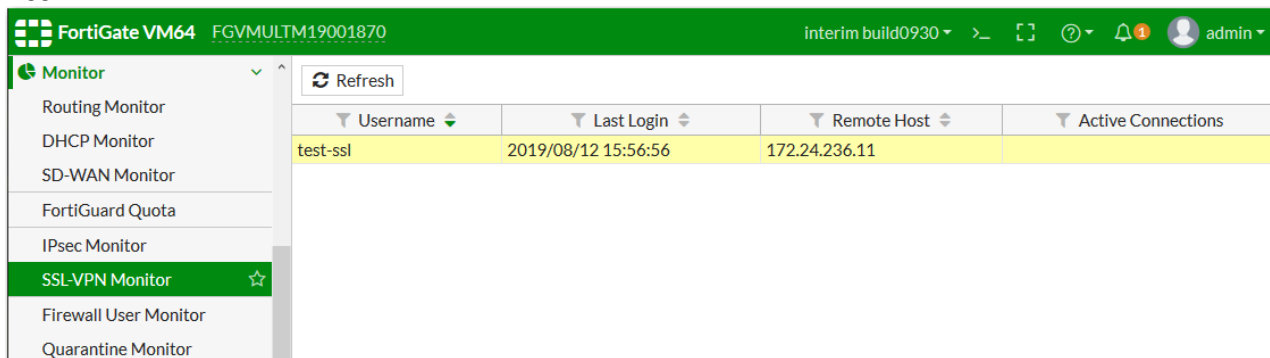 FortiGate VM64 FGVMULTM19001870 interim build0930 >_ ? 1 admin
Monitor
Routing Monitor
DHCP Monitor
SD-WAN Monitor
FortiGuard Quota
IPsec Monitor
SSL-VPN Monitor
Firewall User Monitor
Quarantine Monitor
Refresh
Username Last Login Remote Host Active Connections
test-ssl 2019/08/12 15:56:56 172.24.236.11